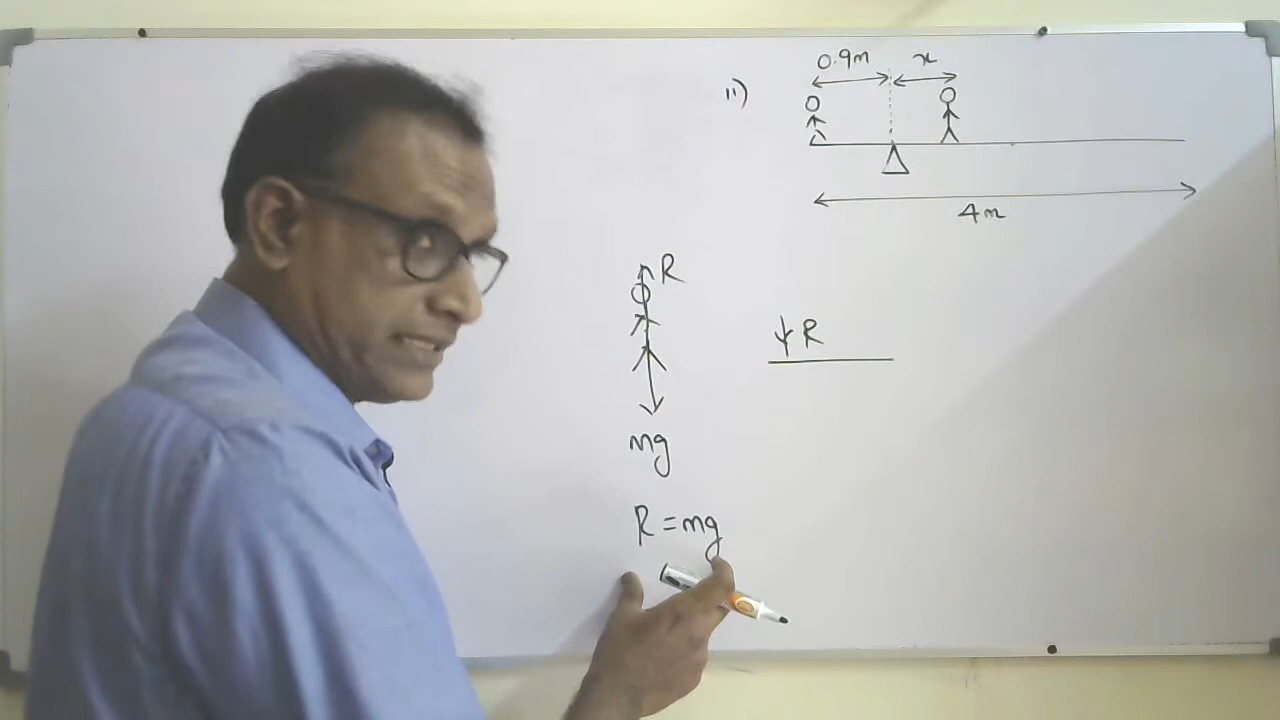 ii) 0.9m x
4m
R
R
mg
R = mg